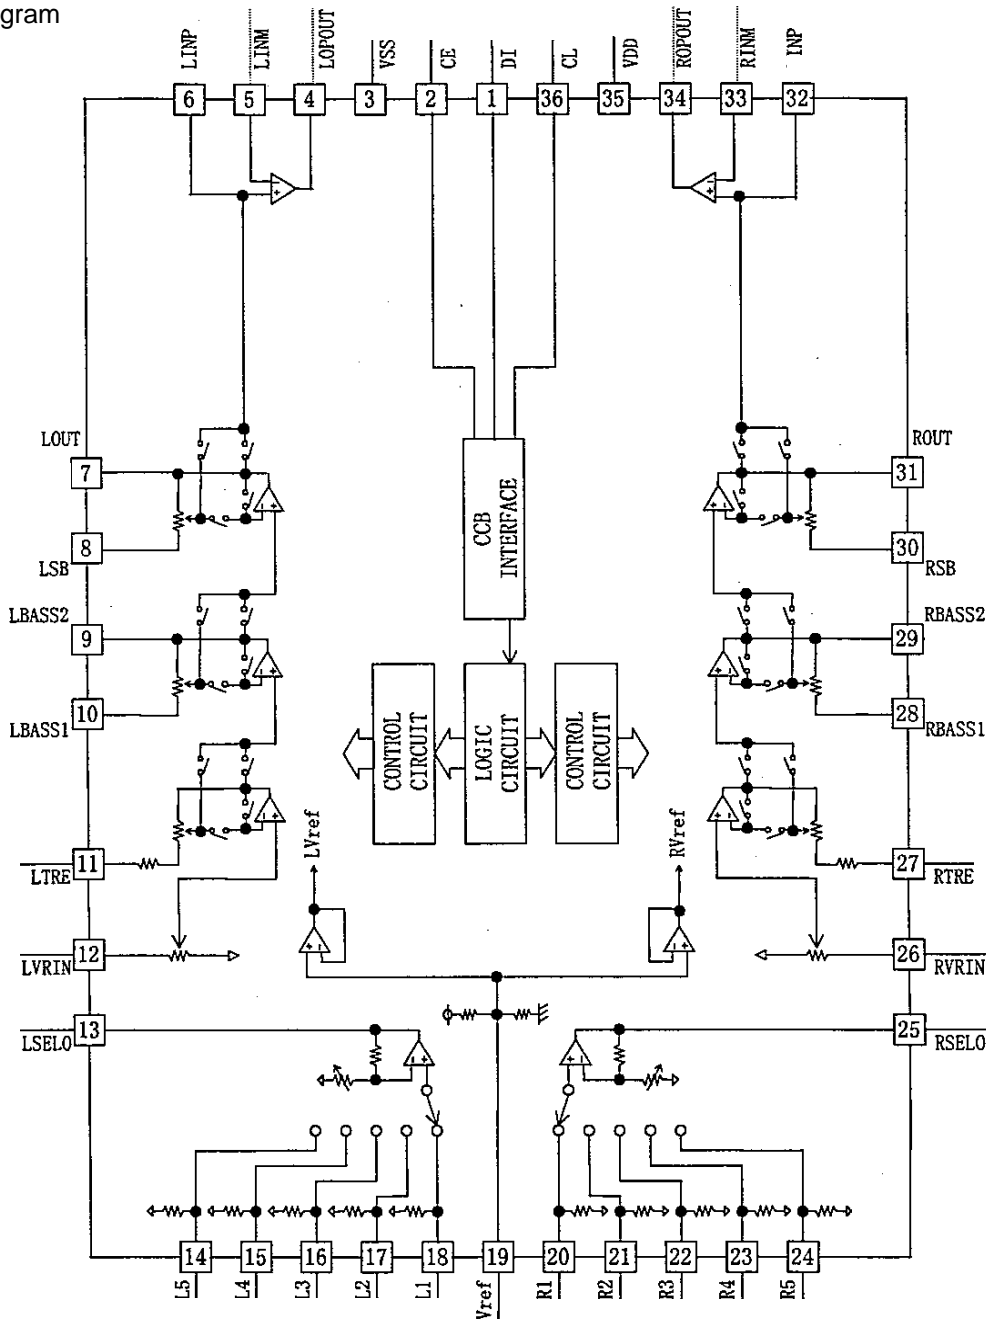 gram
LINP
LINM
LOPOUT
VSS
CE
DI
CL
VDD
ROPOUT
RINM
INP
6
5
4
3
2
1
36
35
34
33
32
- +
- +
LOUT
7
ROUT
31
CCB
INTERFACE
- +
- +
8
LSB
30
RSB
LBASS2
9
RBASS2
29
- +
- +
10
LBASS1
28
RBASS1
CONTROL
CIRCUIT
LOGIC
CIRCUIT
CONTROL
CIRCUIT
- +
+ -
LVref
RVref
11
LTRE
27
RTRE
+ -
+ -
12
LVRIN
26
RVRIN
13
LSELO
25
RSELO
- +
+ -
14
15
16
17
18
19
20
21
22
23
24
L5
L4
L3
L2
L1
Vref
R1
R2
R3
R4
R5